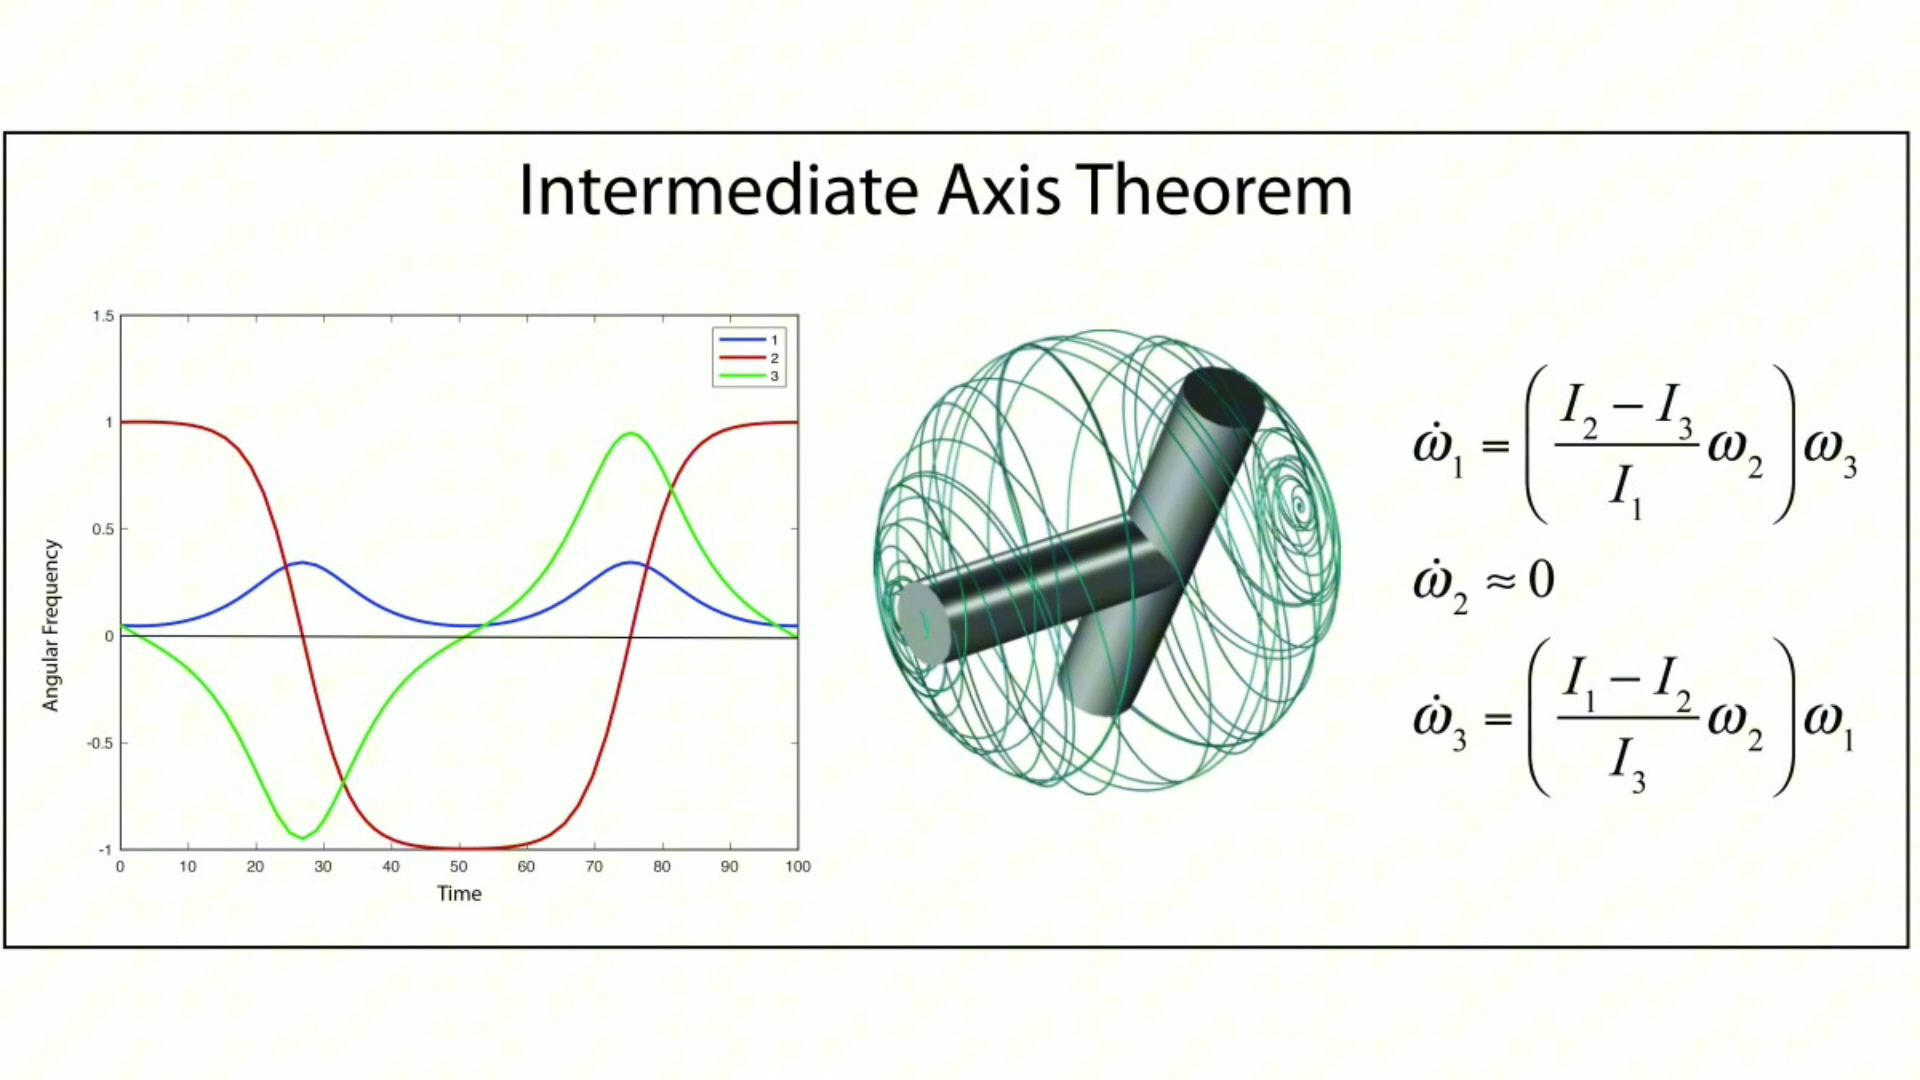 Intermediate Axis Theorem
1.5
1
0.5
0
-0.5
-1
0 10 20 30 40 50 60 70 80 90 100
Angular Frequency
Time
1
2
3
ω̇₁ = ( (I₂ − I₃) / I₁ ω₂ ) ω₃
ω̇₂ ≈ 0
ω̇₃ = ( (I₁ − I₂) / I₃ ω₂ ) ω₁